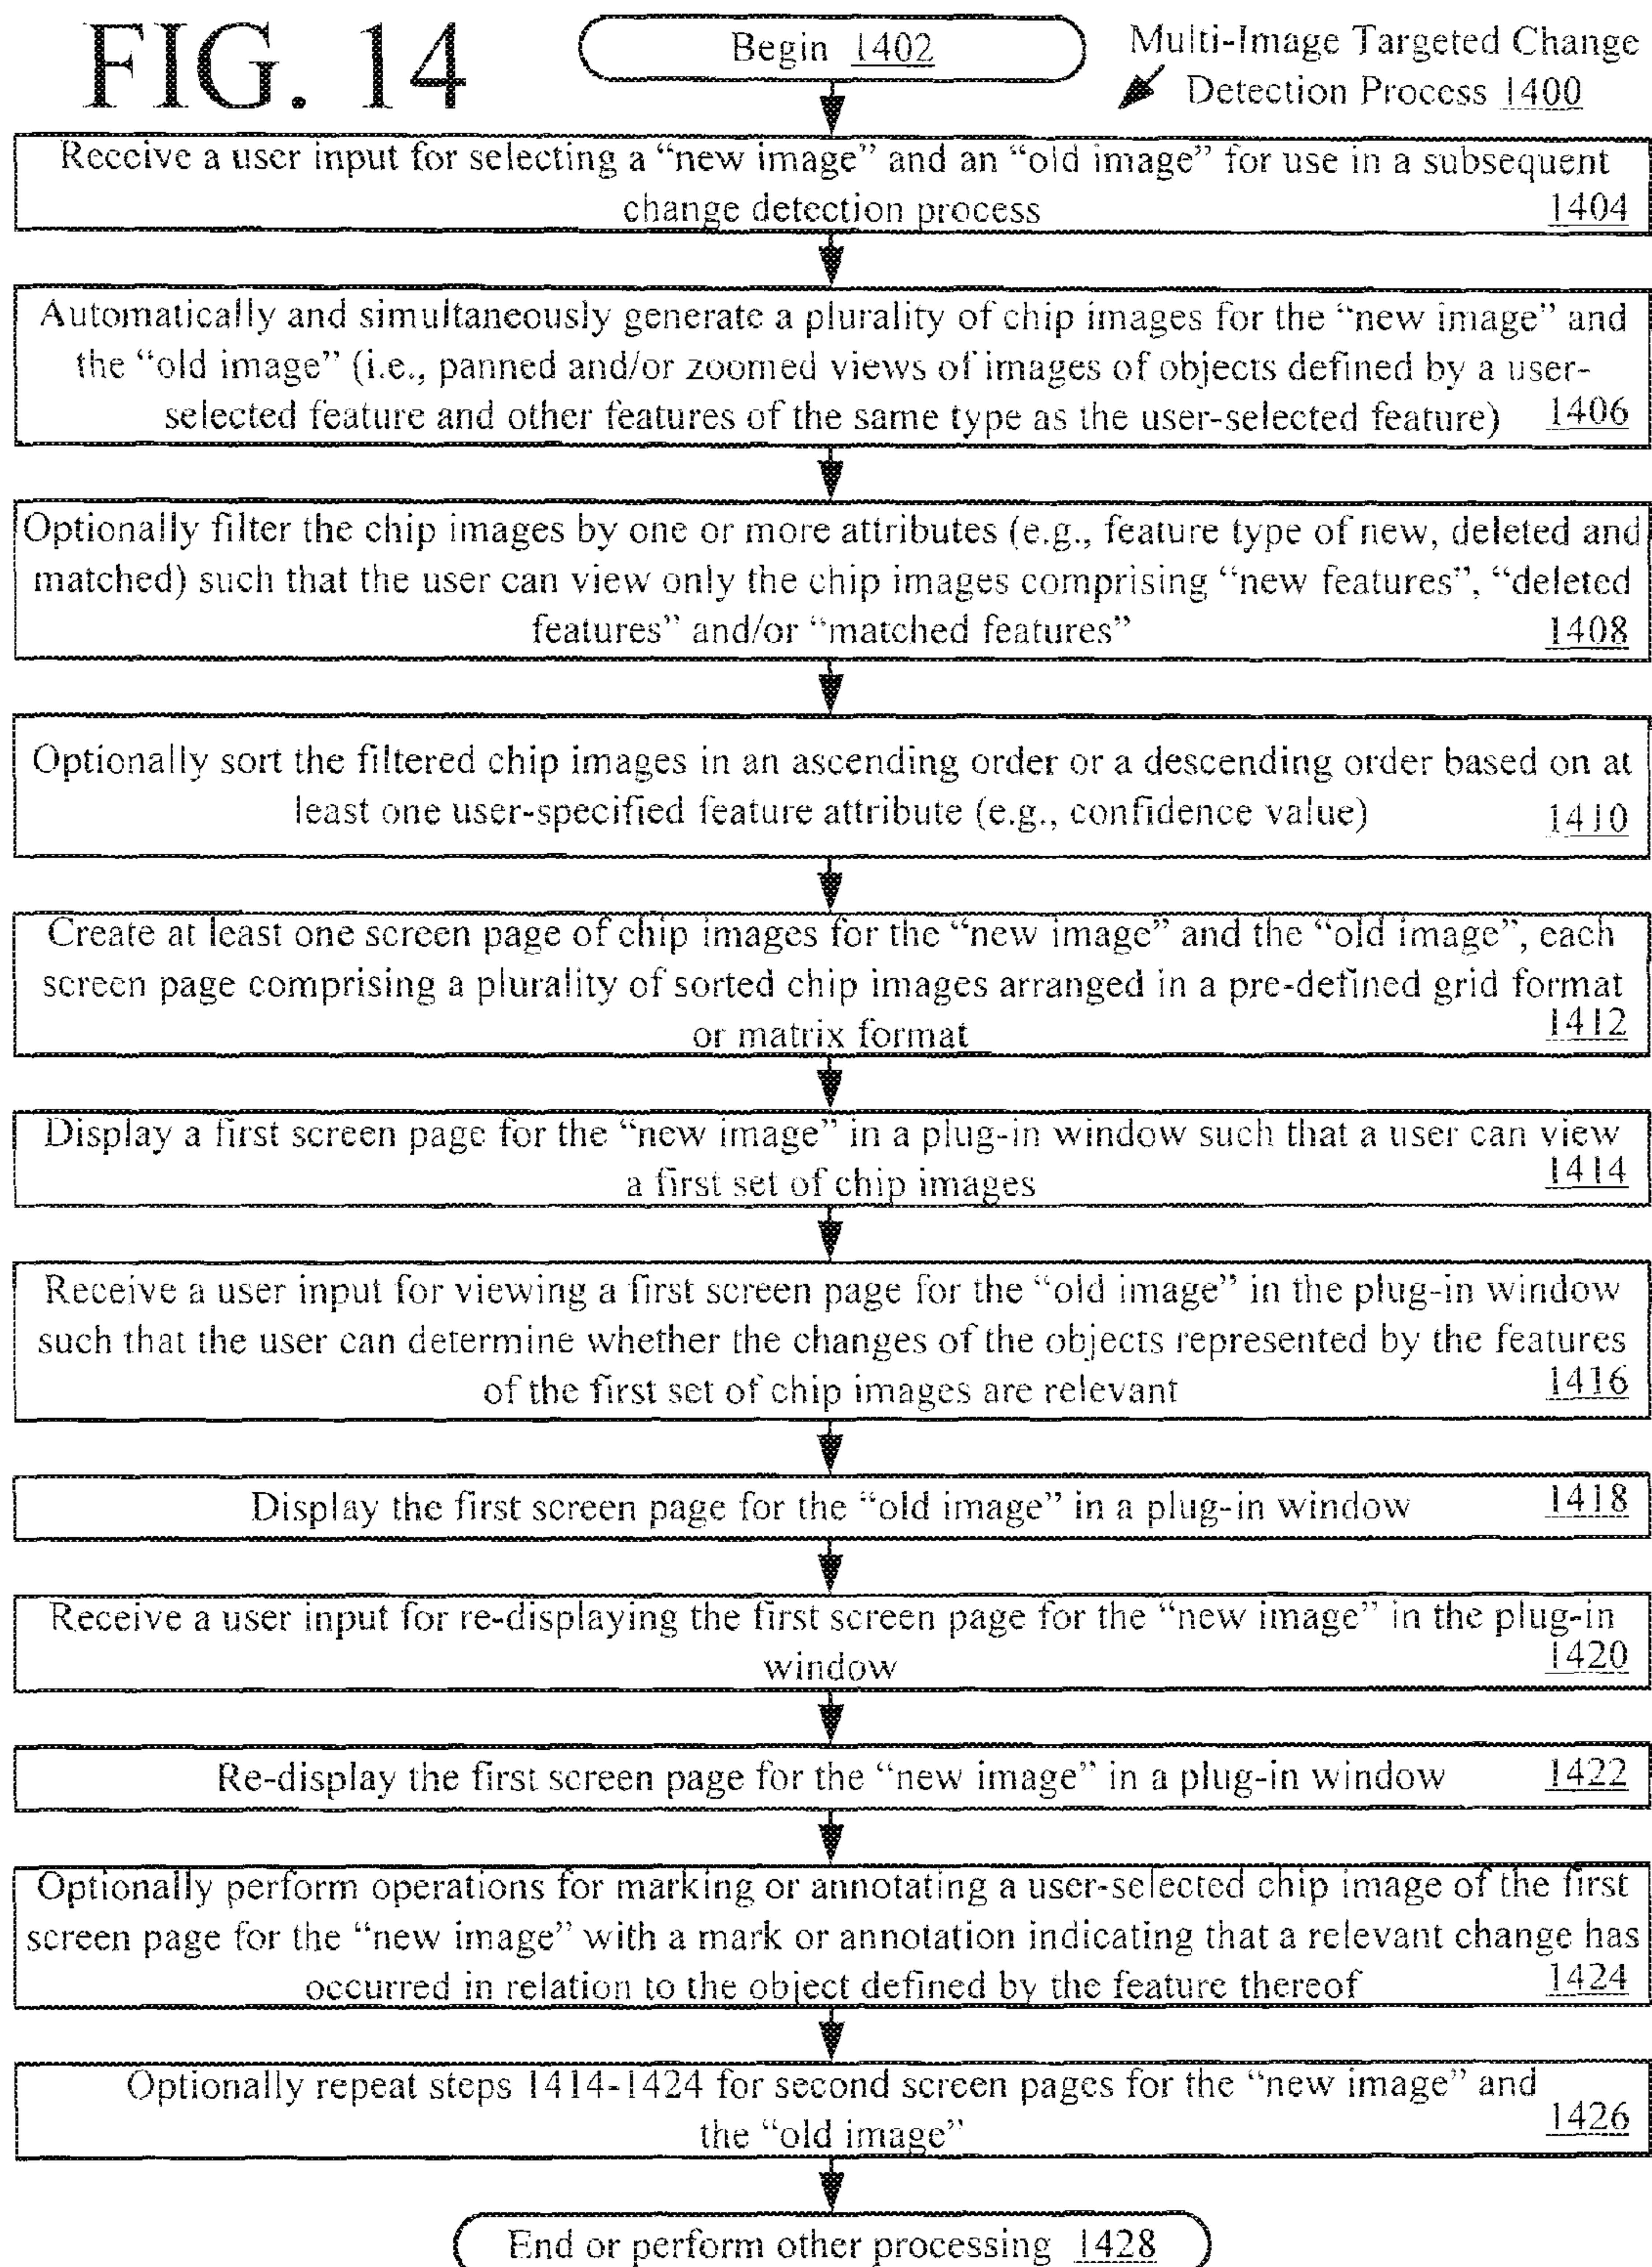 FIG. 14
Begin 1402
Multi-Image Targeted Change
Detection Process 1400
Receive a user input for selecting a “new image” and an “old image” for use in a subsequent
change detection process 1404
Automatically and simultaneously generate a plurality of chip images for the “new image” and
the “old image” (i.e., panned and/or zoomed views of images of objects defined by a user-
selected feature and other features of the same type as the user-selected feature) 1406
Optionally filter the chip images by one or more attributes (e.g., feature type of new, deleted and
matched) such that the user can view only the chip images comprising “new features”, “deleted
features” and/or “matched features” 1408
Optionally sort the filtered chip images in an ascending order or a descending order based on at
least one user-specified feature attribute (e.g., confidence value) 1410
Create at least one screen page of chip images for the “new image” and the “old image”, each
screen page comprising a plurality of sorted chip images arranged in a pre-defined grid format
or matrix format 1412
Display a first screen page for the “new image” in a plug-in window such that a user can view
a first set of chip images 1414
Receive a user input for viewing a first screen page for the “old image” in the plug-in window
such that the user can determine whether the changes of the objects represented by the features
of the first set of chip images are relevant 1416
Display the first screen page for the “old image” in a plug-in window 1418
Receive a user input for re-displaying the first screen page for the “new image” in the plug-in
window 1420
Re-display the first screen page for the “new image” in a plug-in window 1422
Optionally perform operations for marking or annotating a user-selected chip image of the first
screen page for the “new image” with a mark or annotation indicating that a relevant change has
occurred in relation to the object defined by the feature thereof 1424
Optionally repeat steps 1414-1424 for second screen pages for the “new image” and
the “old image” 1426
End or perform other processing 1428